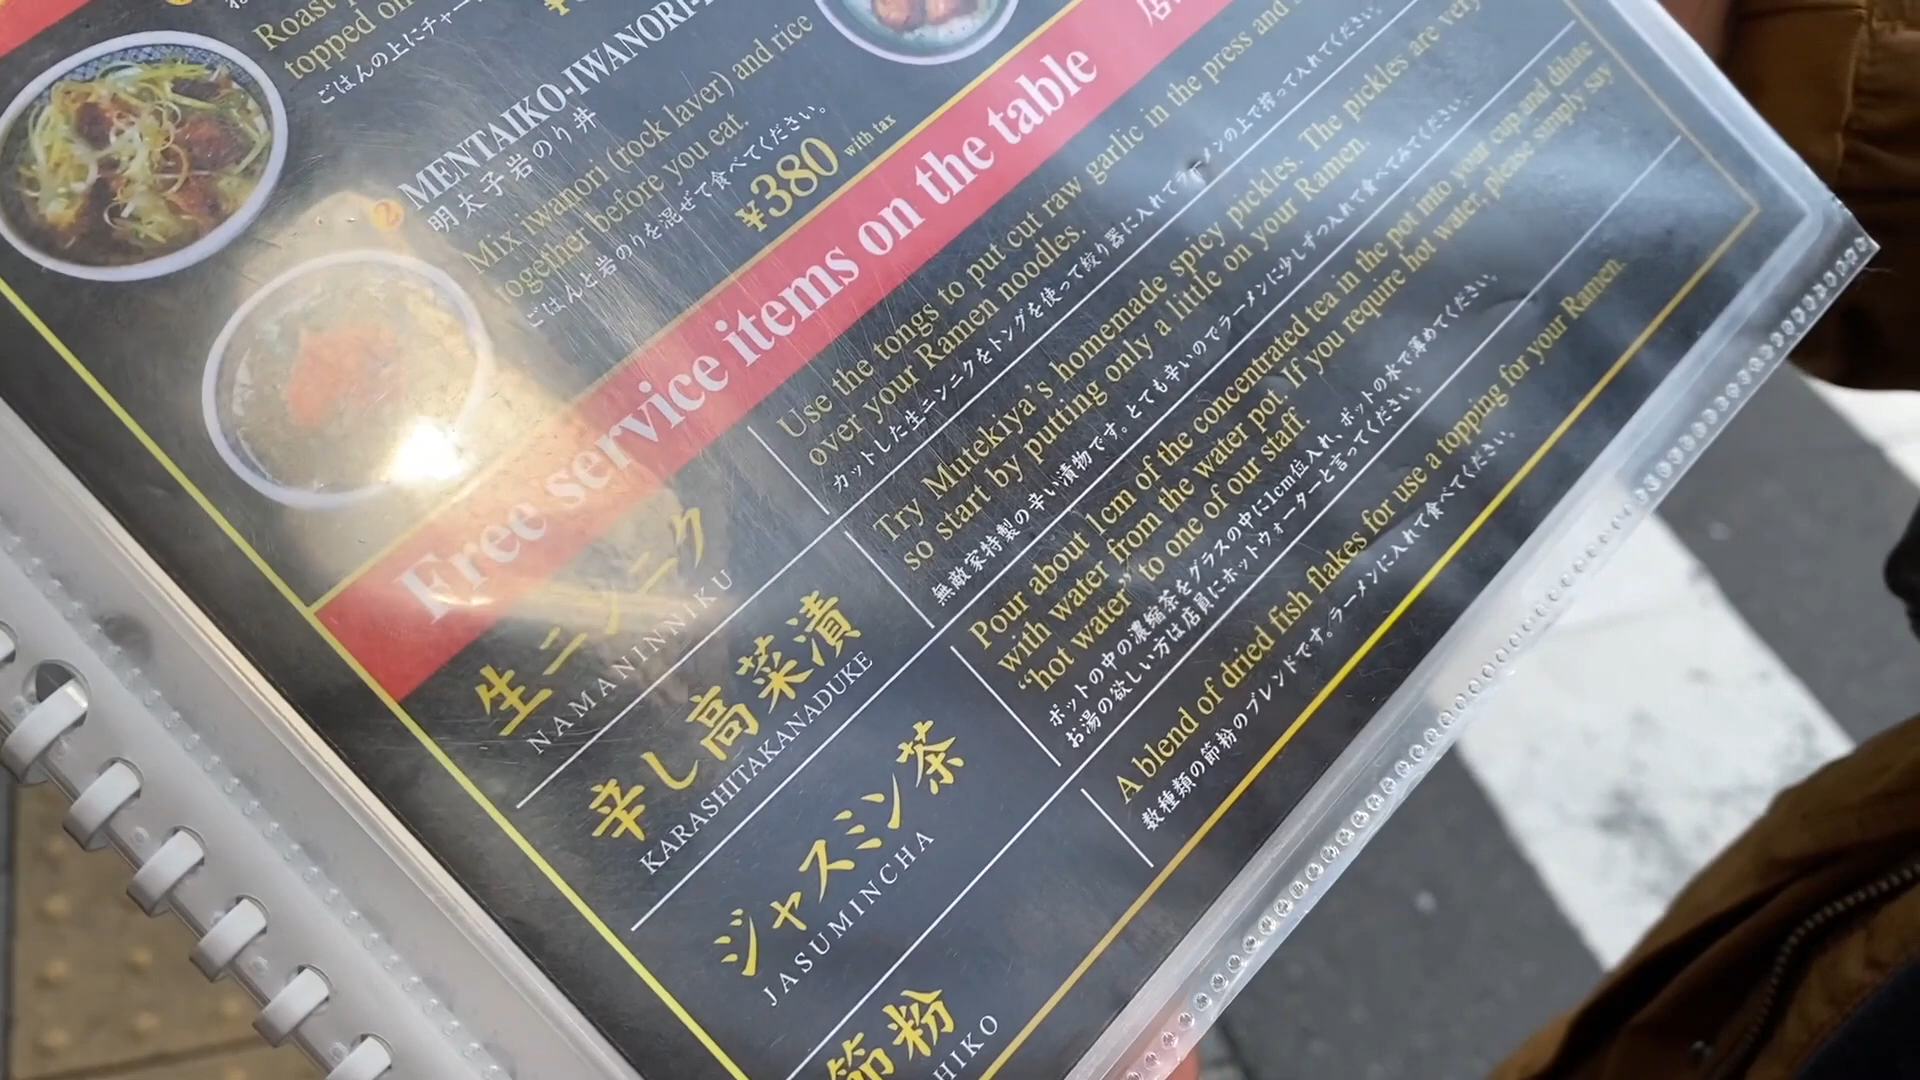 Roast
topped on
ごはんの上にチャー
MENTAIKO-IWANORI-
明太子岩のり丼
Mix iwanori (rock laver) and rice
together before you eat.
ごはんと岩のりを混ぜて食べてください。
¥380 with tax
Free service items on the table
生ニンニク
NAMANINNIKU
Use the tongs to put cut raw garlic in the press and
over your Ramen noodles.
カットした生ニンニクをトングを使って絞り器に入れてラーメンの上で搾って入れてください。
辛し高菜漬
KARASHITAKANADUKE
Try Mutekiya's homemade spicy pickles. The pickles are very
so start by putting only a little on your Ramen.
無敵家特製の辛い漬物です。とても辛いのでラーメンに少しずつ入れて食べてみてください。
ジャスミン茶
JASUMINCHA
Pour about 1cm of the concentrated tea in the pot into your cup and dilute
with water from the water pot. If you require hot water, please simply say
“hot water” to one of our staff.
ポットの中の濃縮茶をグラスの中に1cm位入れ、ポットの水で薄めてください。
お湯の欲しい方は店員にホットウォーターと言ってください。
節粉
HIKO
A blend of dried fish flakes for use a topping for your Ramen.
数種類の節粉のブレンドです。ラーメンに入れて食べてください。